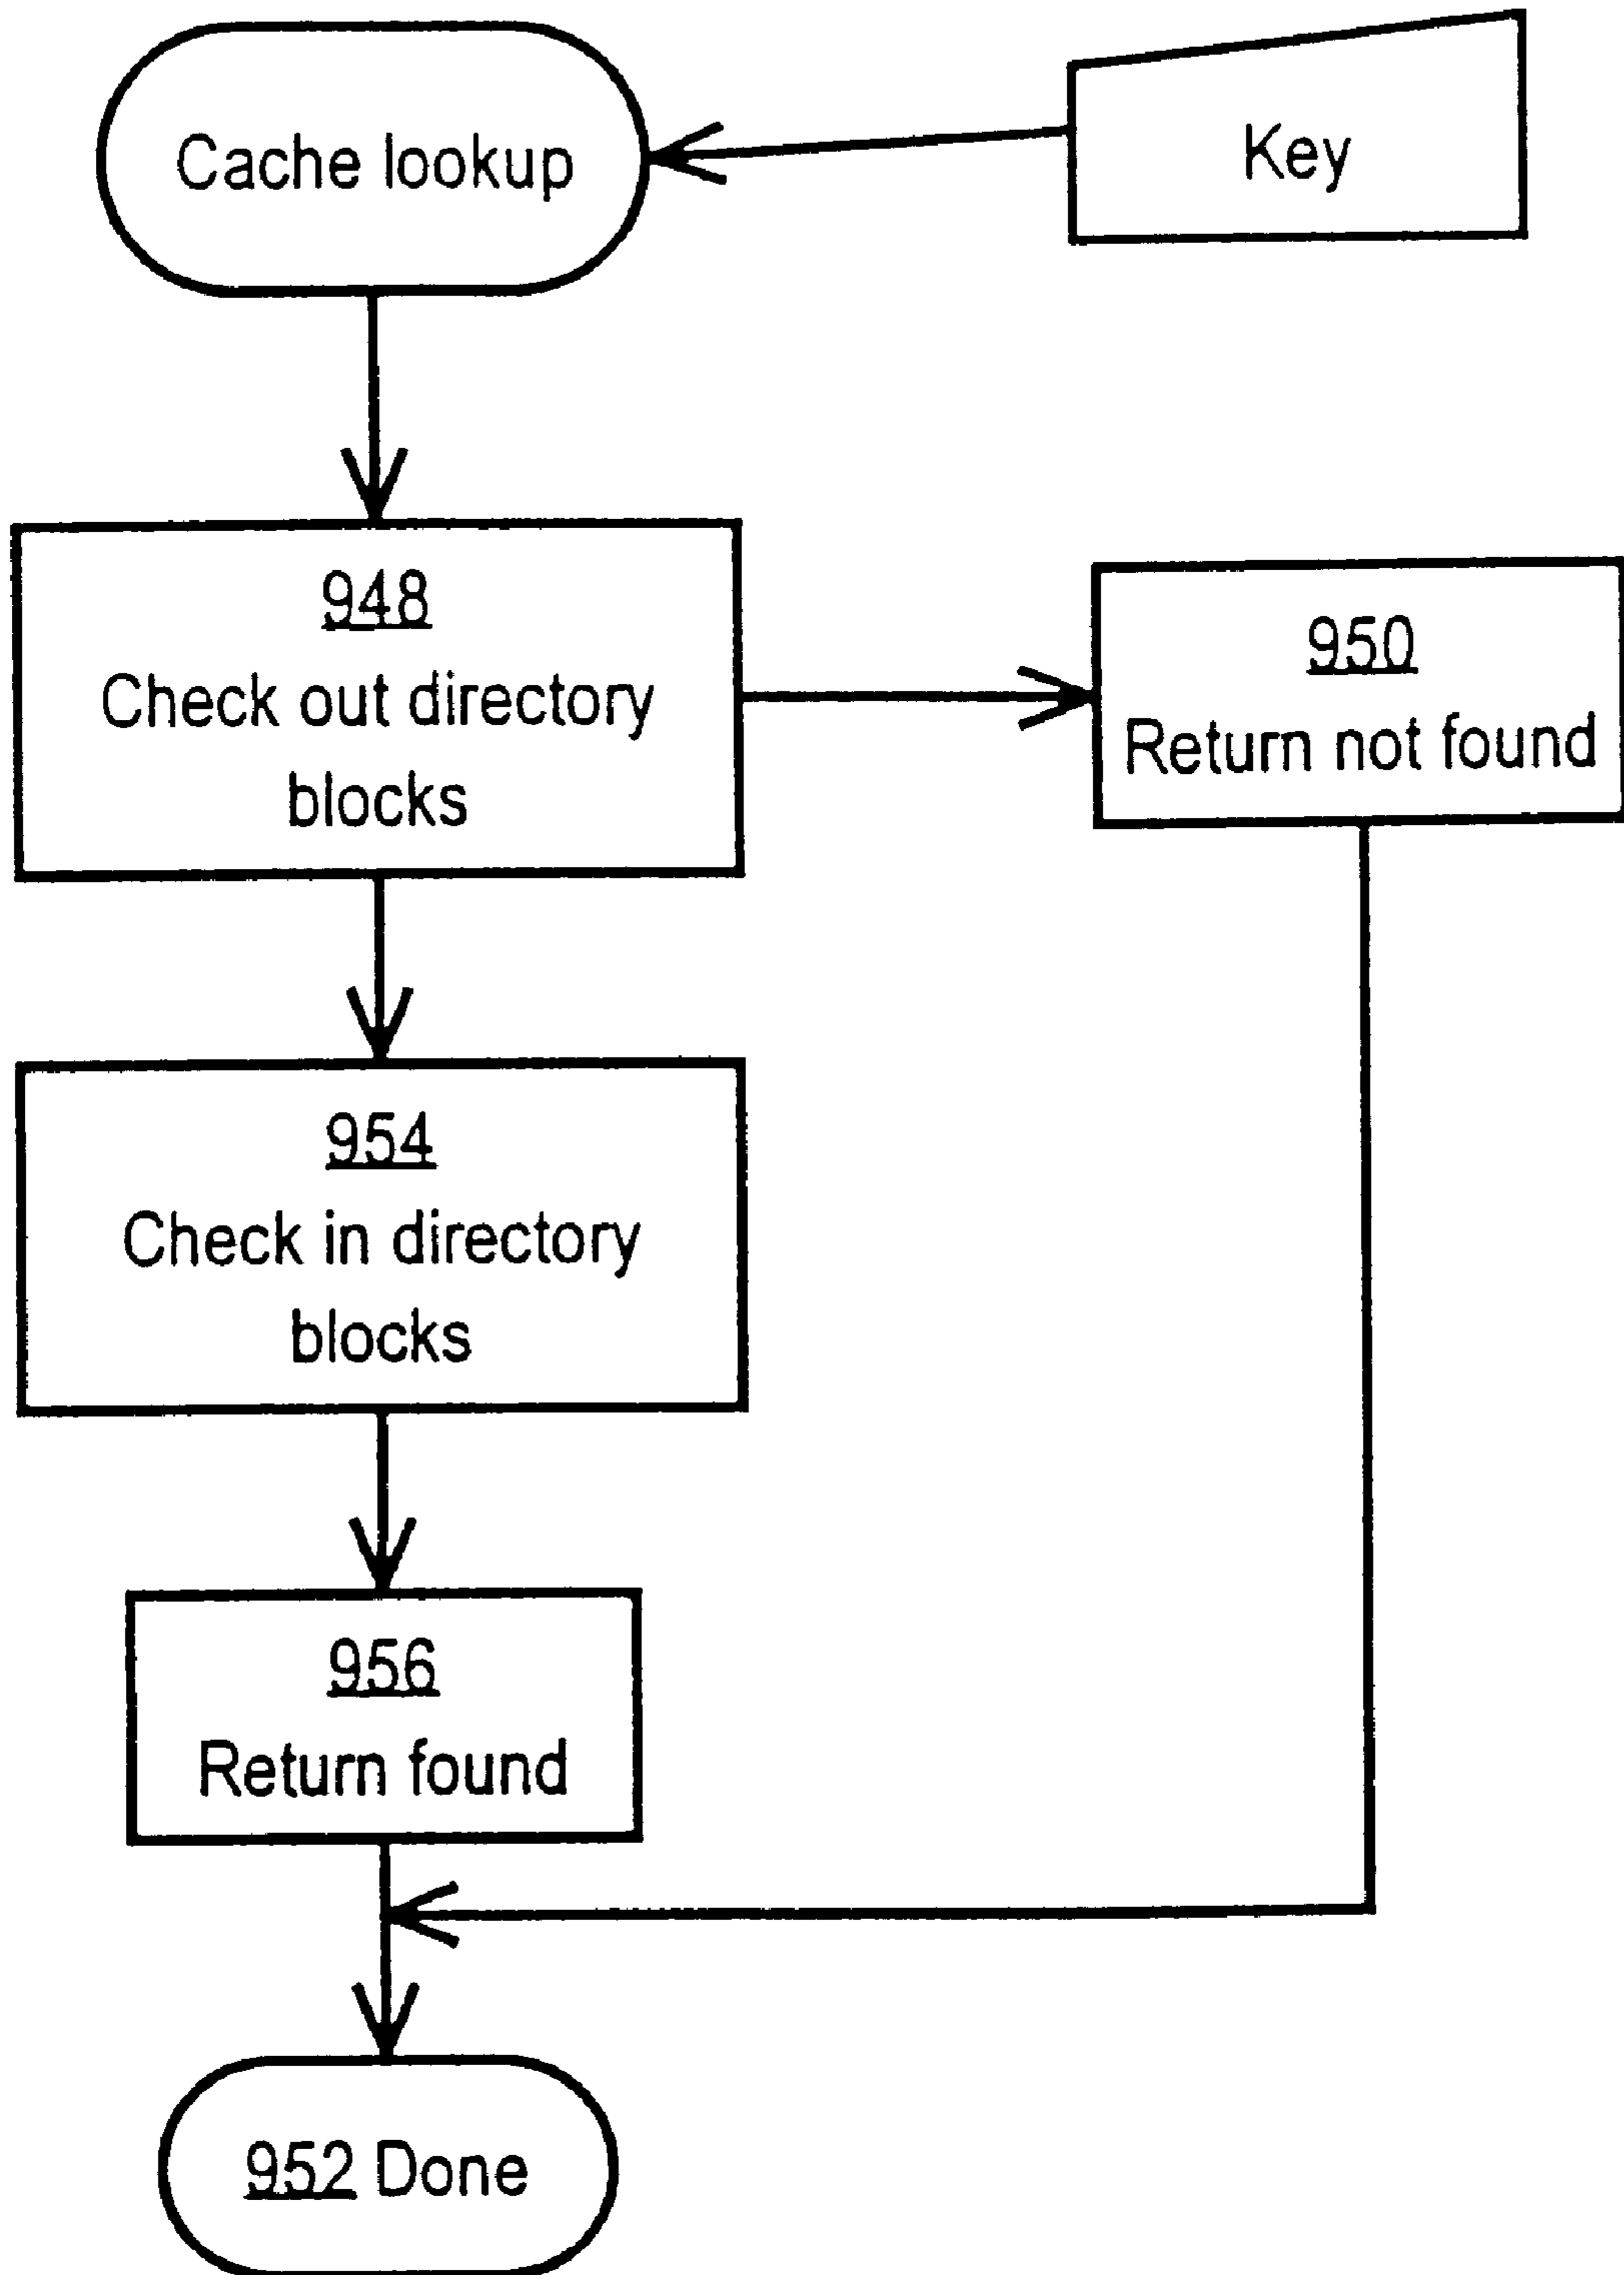 Cache lookup
Key
948
Check out directory
blocks
950
Return not found
954
Check in directory
blocks
956
Return found
952 Done